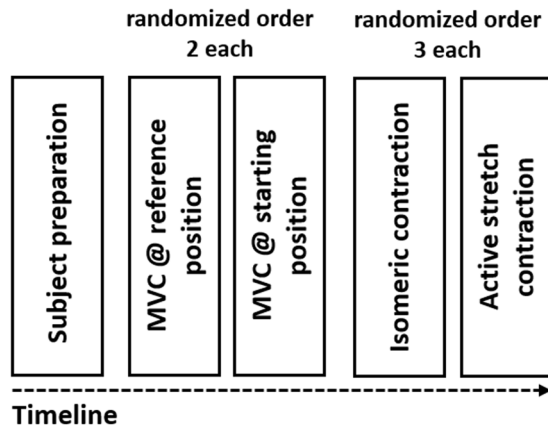 randomized order
2 each
randomized order
3 each
Subject preparation
MVC @ reference
position
MVC @ starting
position
Isomeric contraction
Active stretch
contraction
Timeline